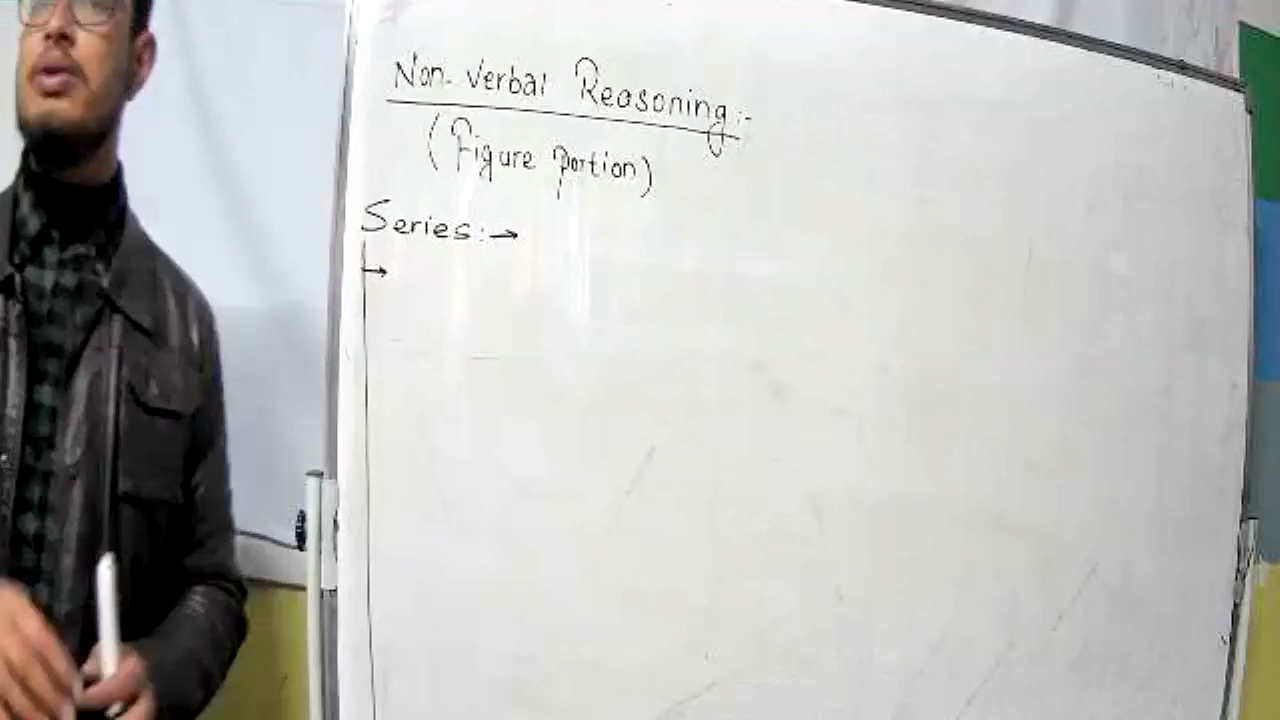 Non-Verbal Reasoning:-
(Figure portion)
Series:→
→